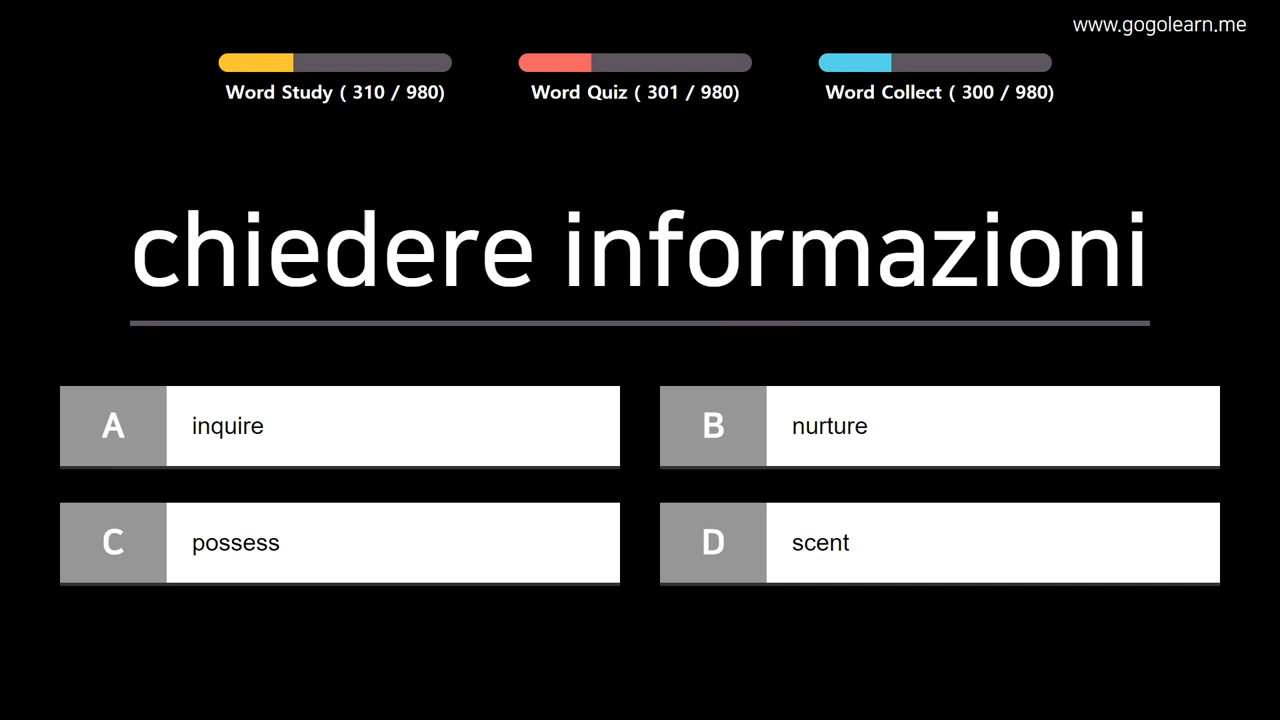 www.gogolearn.me
Word Study ( 310 / 980)
Word Quiz ( 301 / 980)
Word Collect ( 300 / 980)
chiedere informazioni
A inquire
B nurture
C possess
D scent